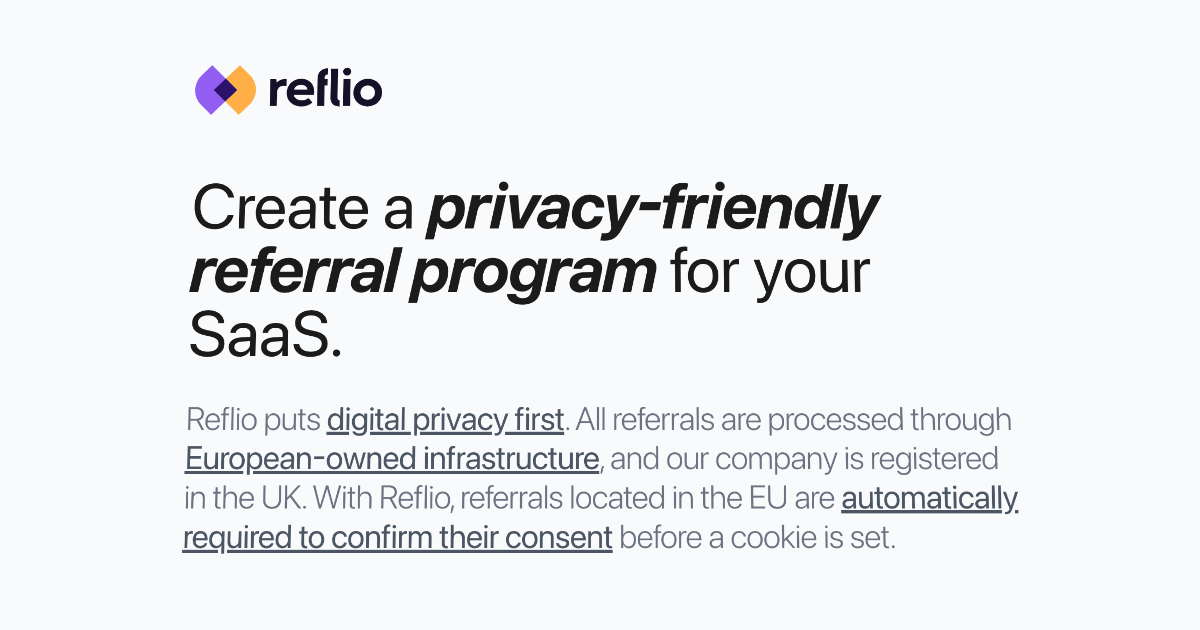 reflio
Create a privacy-friendly
referral program for your
SaaS.
Reflio puts digital privacy first. All referrals are processed through
European-owned infrastructure, and our company is registered
in the UK. With Reflio, referrals located in the EU are automatically
required to confirm their consent before a cookie is set.